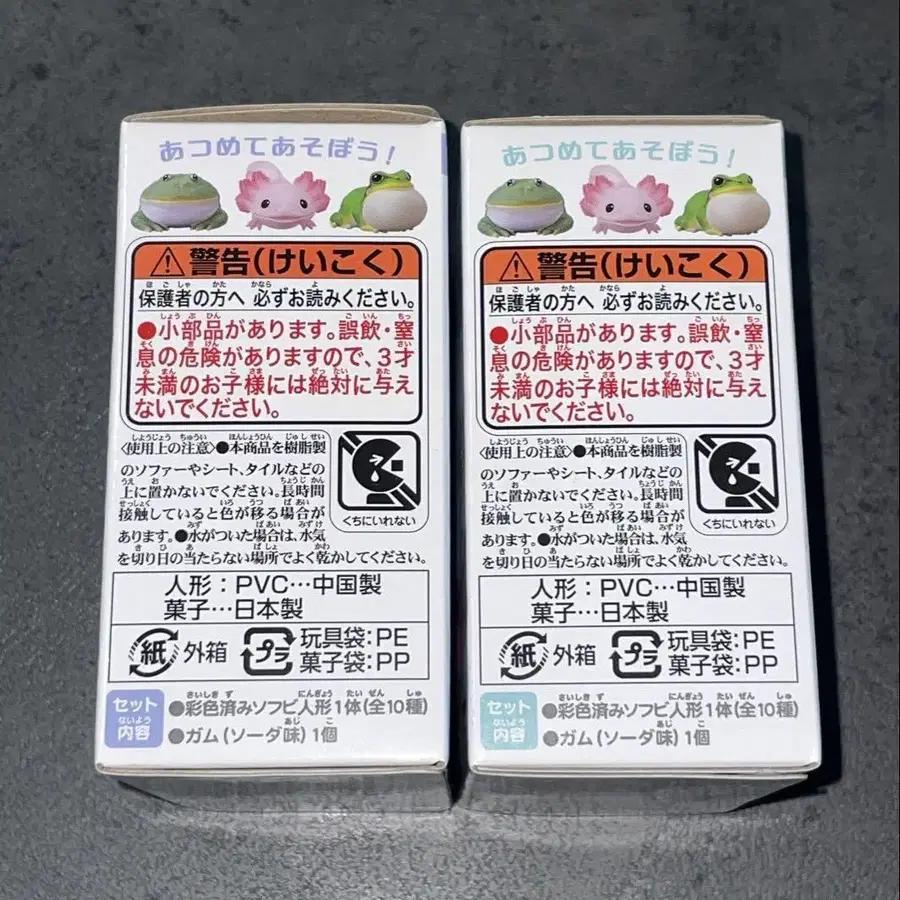 あつめてあそぼう!
警告(けいこく)
保護者の方へ 必ずお読みください。
●小部品があります。誤飲・窒
息の危険がありますので、3才
未満のお子様には絶対に与え
ないでください。
〈使用上の注意〉●本商品を樹脂製
のソファーやシート、タイルなどの
上に置かないでください。長時間
接触していると色が移る場合が
あります。●水がついた場合は、水気
を切り日の当たらない場所でよく乾かしてください。
くちにいれない
人形:PVC…中国製
菓子…日本製
紙 外箱 プラ 玩具袋:PE
菓子袋:PP
セット内容
●彩色済みソフビ人形1体(全10種)
●ガム(ソーダ味)1個
あつめてあそぼう!
警告(けいこく)
保護者の方へ 必ずお読みください。
●小部品があります。誤飲・窒
息の危険がありますので、3才
未満のお子様には絶対に与え
ないでください。
〈使用上の注意〉●本商品を樹脂製
のソファーやシート、タイルなどの
上に置かないでください。長時間
接触していると色が移る場合が
あります。●水がついた場合は、水気
を切り日の当たらない場所でよく乾かしてください。
くちにいれない
人形:PVC…中国製
菓子…日本製
紙 外箱 プラ 玩具袋:PE
菓子袋:PP
セット内容
●彩色済みソフビ人形1体(全10種)
●ガム(ソーダ味)1個